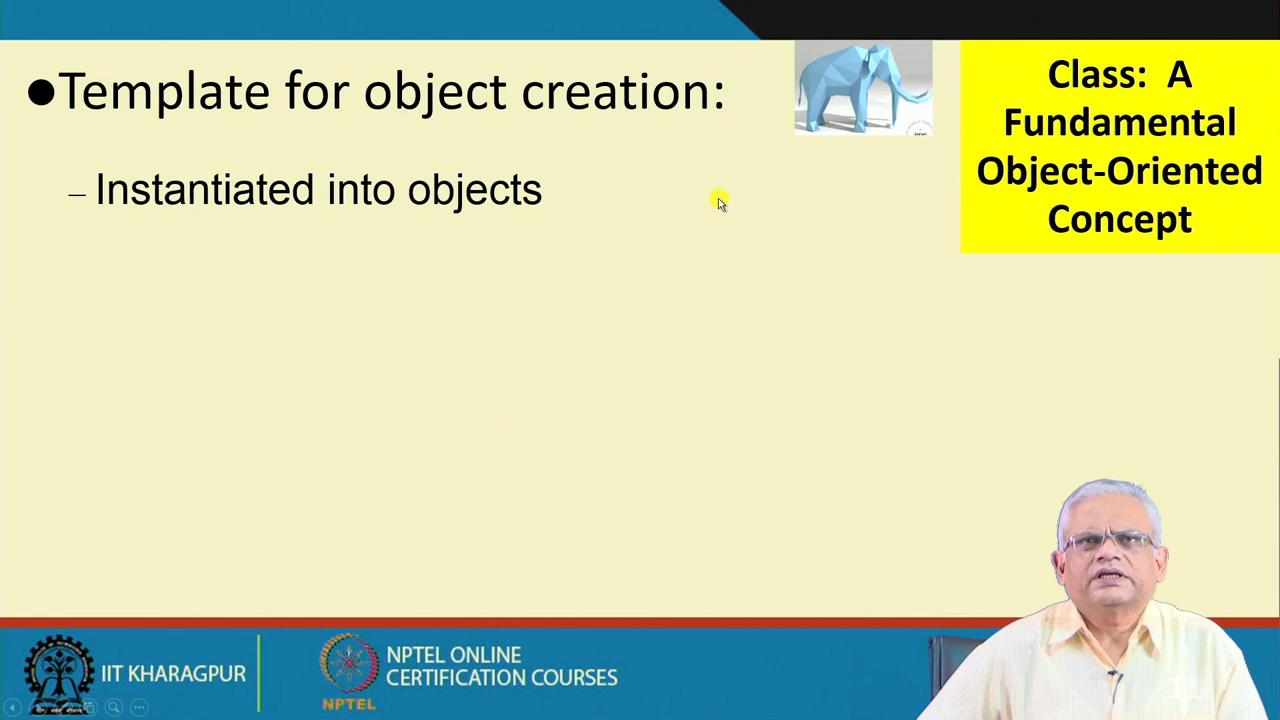 ●Template for object creation:
– Instantiated into objects
Class: A
Fundamental
Object-Oriented
Concept
IIT KHARAGPUR
NPTEL
NPTEL ONLINE
CERTIFICATION COURSES
11